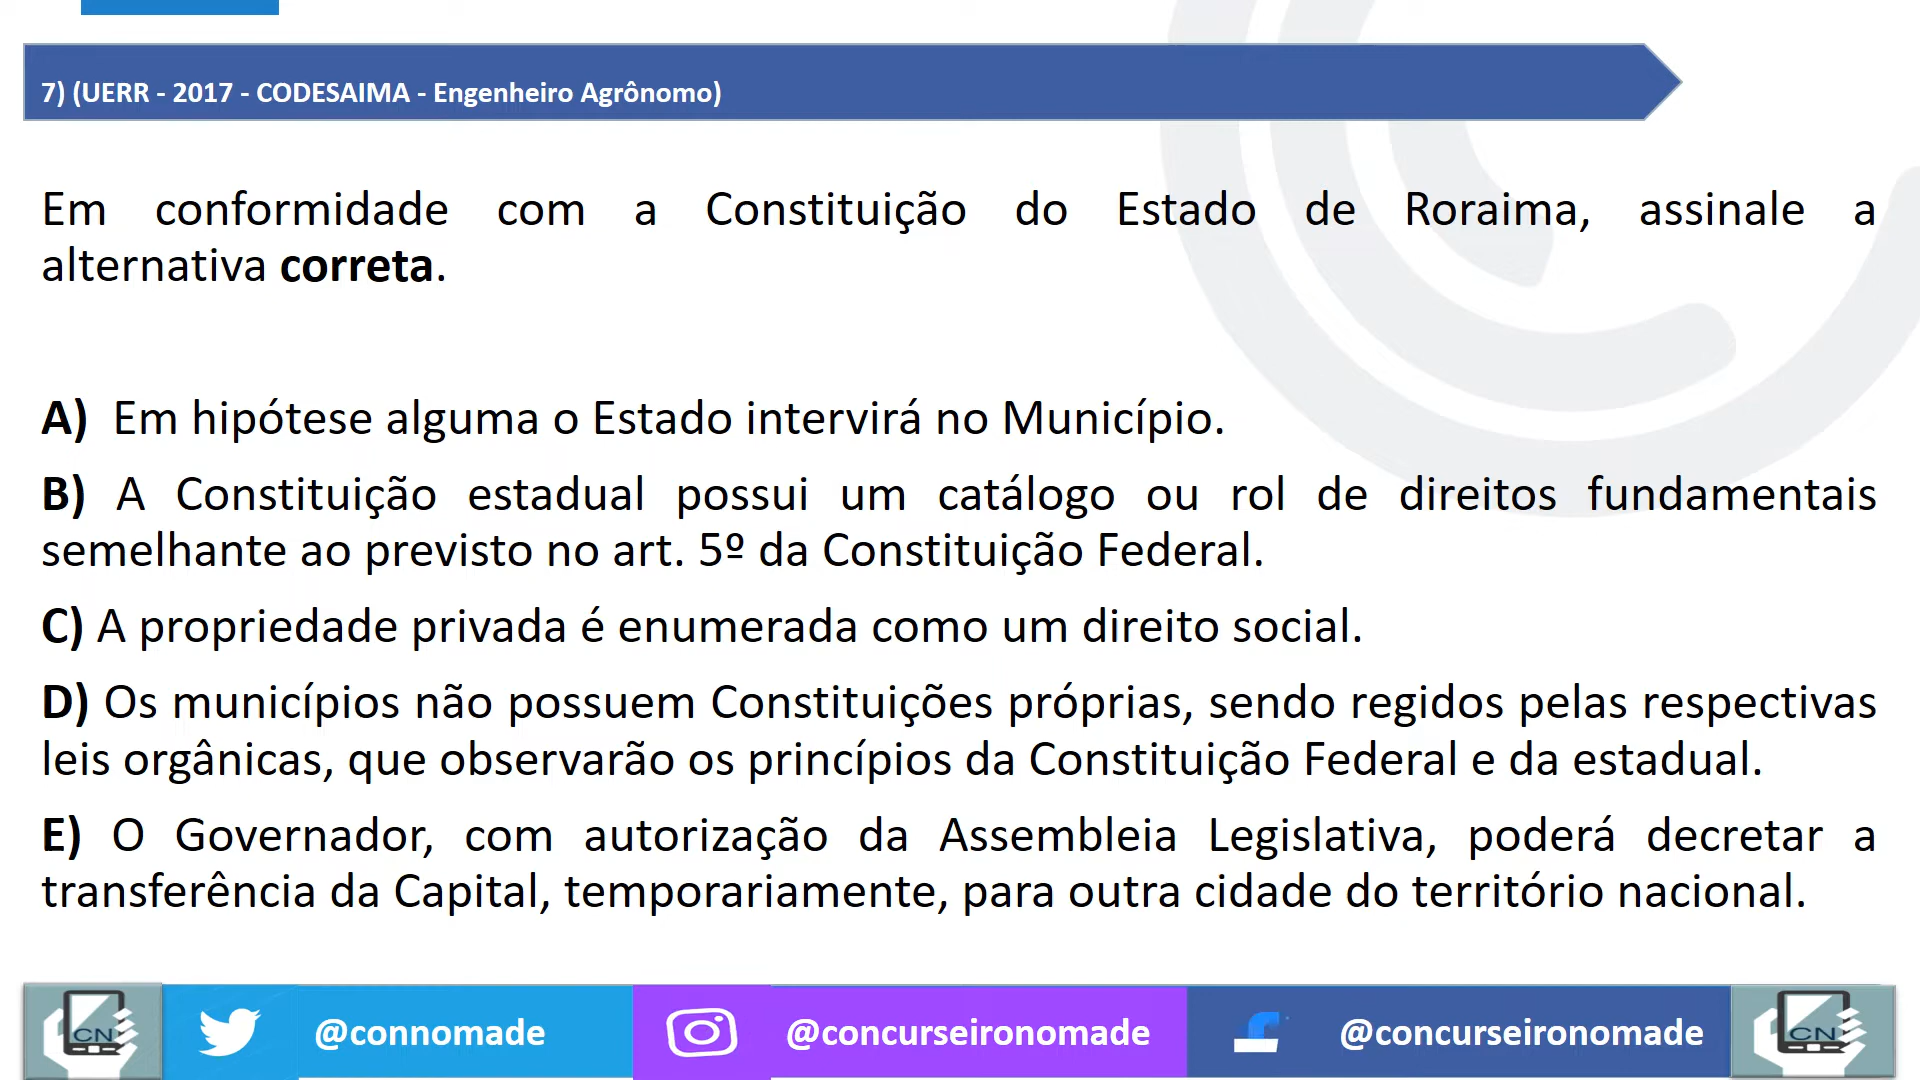 7) (UERR - 2017 - CODESAIMA - Engenheiro Agrônomo)
Em conformidade com a Constituição do Estado de Roraima, assinale a
alternativa correta.
A) Em hipótese alguma o Estado intervirá no Município.
B) A Constituição estadual possui um catálogo ou rol de direitos fundamentais
semelhante ao previsto no art. 5º da Constituição Federal.
C) A propriedade privada é enumerada como um direito social.
D) Os municípios não possuem Constituições próprias, sendo regidos pelas respectivas
leis orgânicas, que observarão os princípios da Constituição Federal e da estadual.
E) O Governador, com autorização da Assembleia Legislativa, poderá decretar a
transferência da Capital, temporariamente, para outra cidade do território nacional.
CN @connomade @concurseironomade @concurseironomade CN